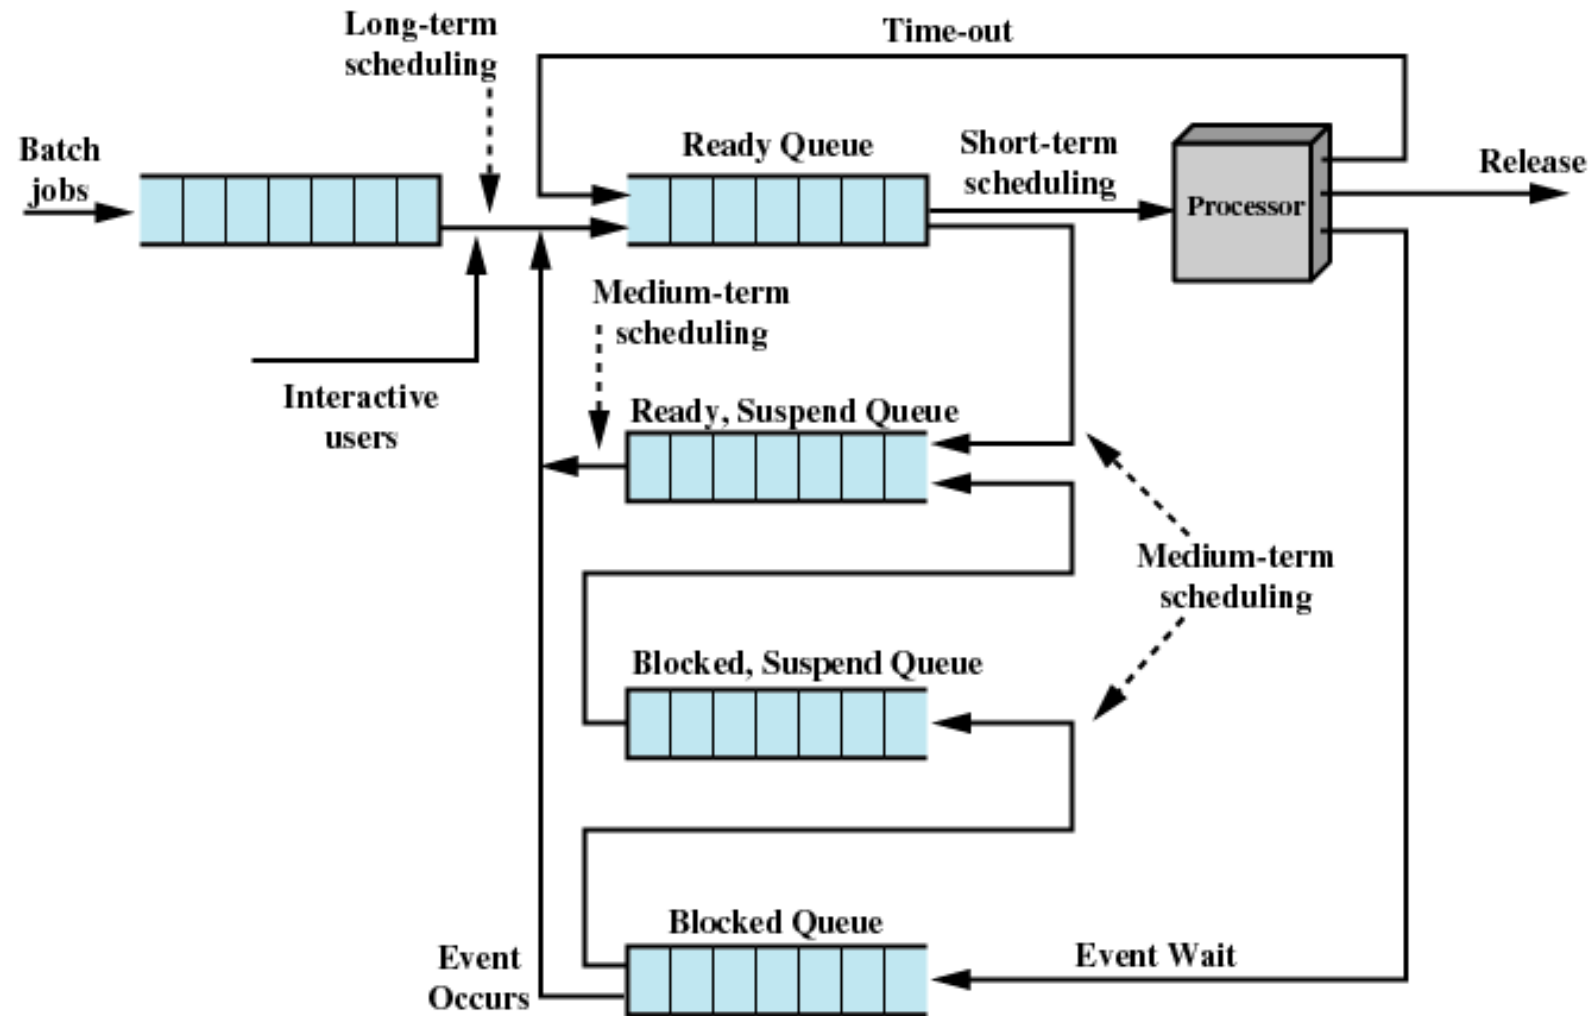 Long-term
scheduling
Time-out
Batch
jobs
Ready Queue
Short-term
scheduling
Processor
Release
Medium-term
scheduling
Interactive
users
Ready, Suspend Queue
Medium-term
scheduling
Blocked, Suspend Queue
Blocked Queue
Event
Occurs
Event Wait